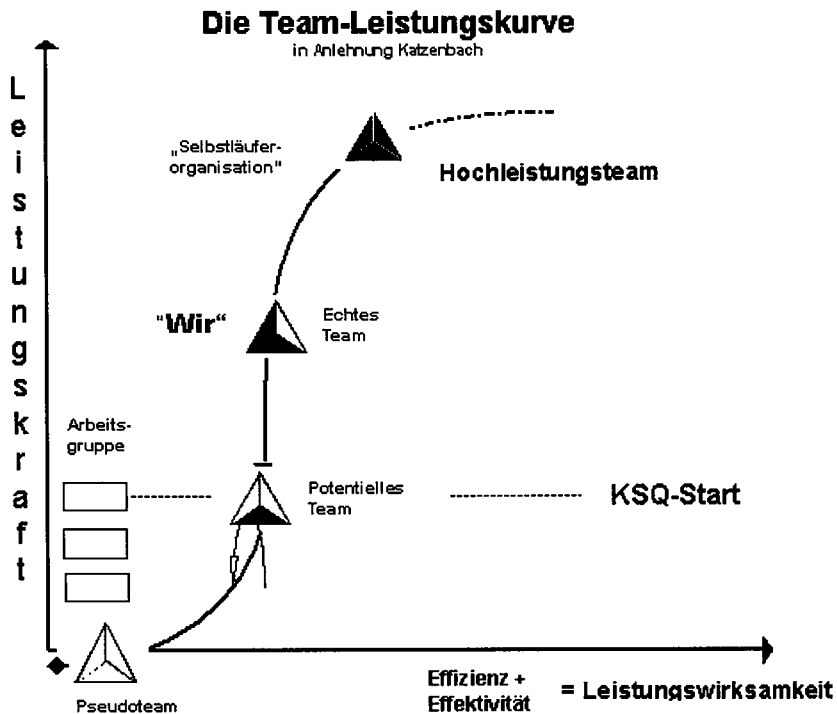 Die Team-Leistungskurve
in Anlehnung Katzenbach
Leistungskraft
"Selbstläufer-
organisation"
Hochleistungsteam
"Wir"
Echtes
Team
Arbeits-
gruppe
Potentielles
Team
KSQ-Start
Pseudoteam
Effizienz +
Effektivität
= Leistungswirksamkeit